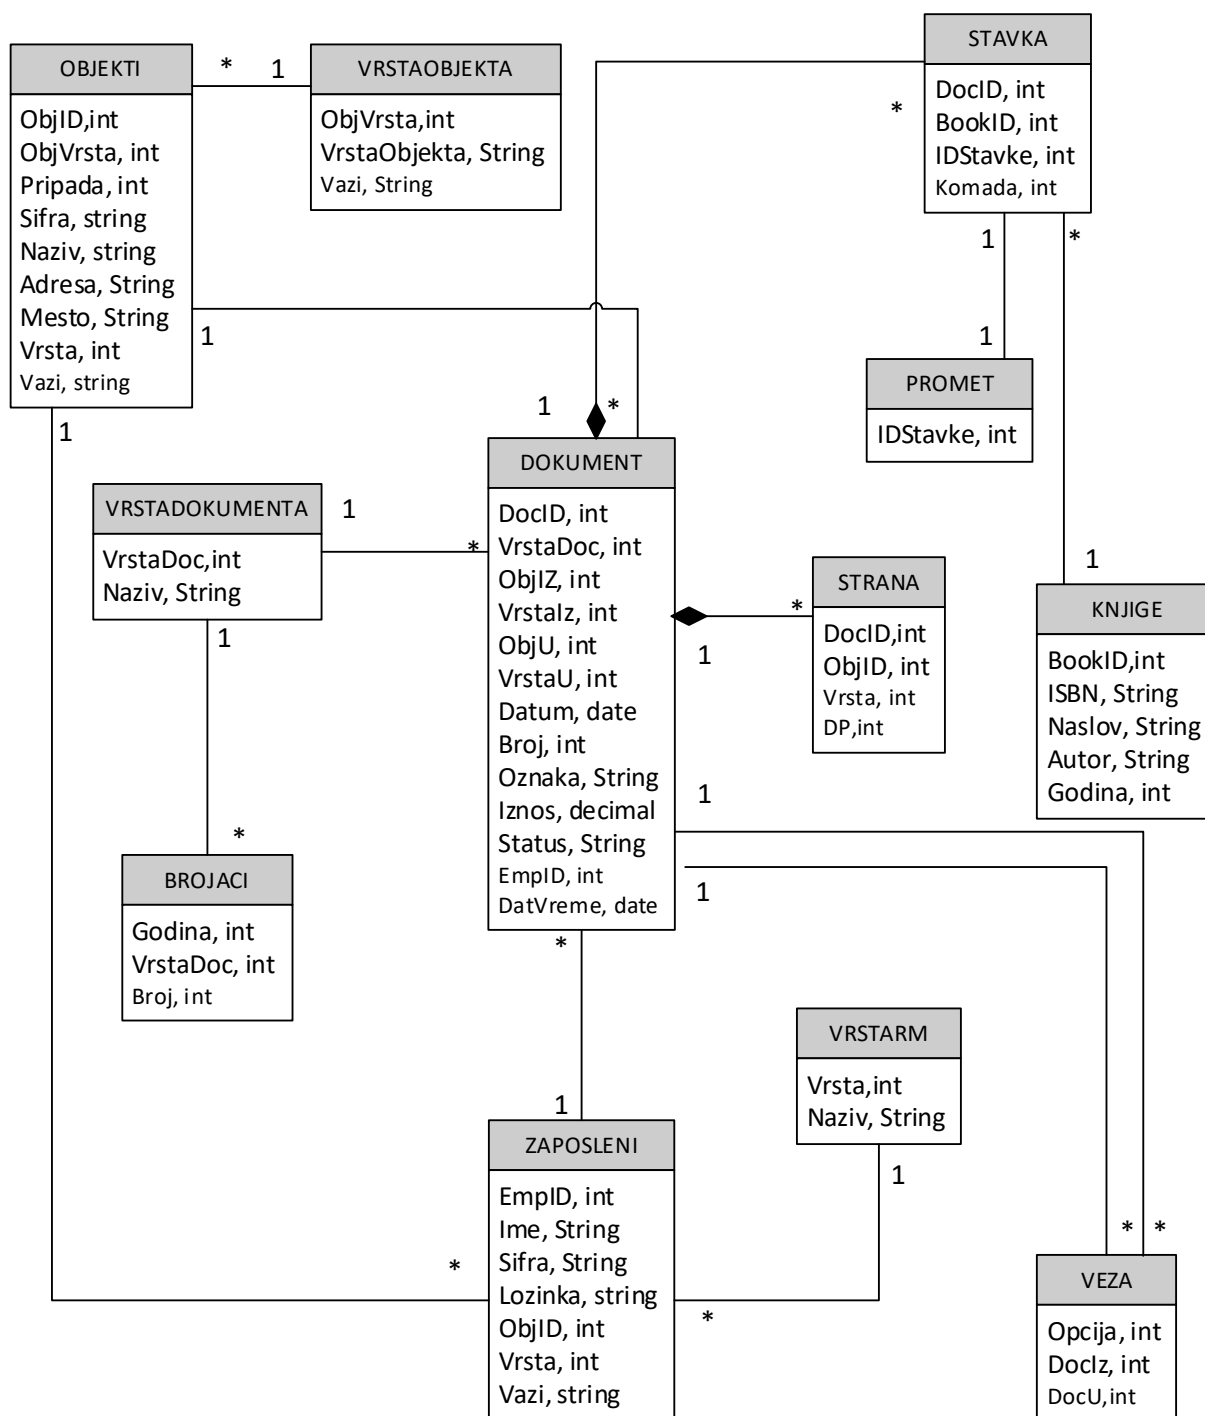 OBJEKTI
ObjID,int
ObjVrsta, int
Pripada, int
Sifra, string
Naziv, string
Adresa, String
Mesto, String
Vrsta, int
Vazi, string
*
1
VRSTAOBJEKTA
ObjVrsta,int
VrstaObjekta, String
Vazi, String
STAVKA
DocID, int
BookID, int
IDStavke, int
Komada, int
*
1
*
1
1
1
PROMET
IDStavke, int
1
*
1
DOKUMENT
DocID, int
VrstaDoc, int
ObjIZ, int
VrstaIz, int
ObjU, int
VrstaU, int
Datum, date
Broj, int
Oznaka, String
Iznos, decimal
Status, String
EmpID, int
DatVreme, date
VRSTADOKUMENTA
VrstaDoc,int
Naziv, String
1
*
1
*
STRANA
DocID,int
ObjID, int
Vrsta, int
DP,int
*
1
1
KNJIGE
BookID,int
ISBN, String
Naslov, String
Autor, String
Godina, int
BROJACI
Godina, int
VrstaDoc, int
Broj, int
1
1
*
1
VRSTARM
Vrsta,int
Naziv, String
1
ZAPOSLENI
EmpID, int
Ime, String
Sifra, String
Lozinka, string
ObjID, int
Vrsta, int
Vazi, string
*
*
*
*
VEZA
Opcija, int
DocIz, int
DocU,int